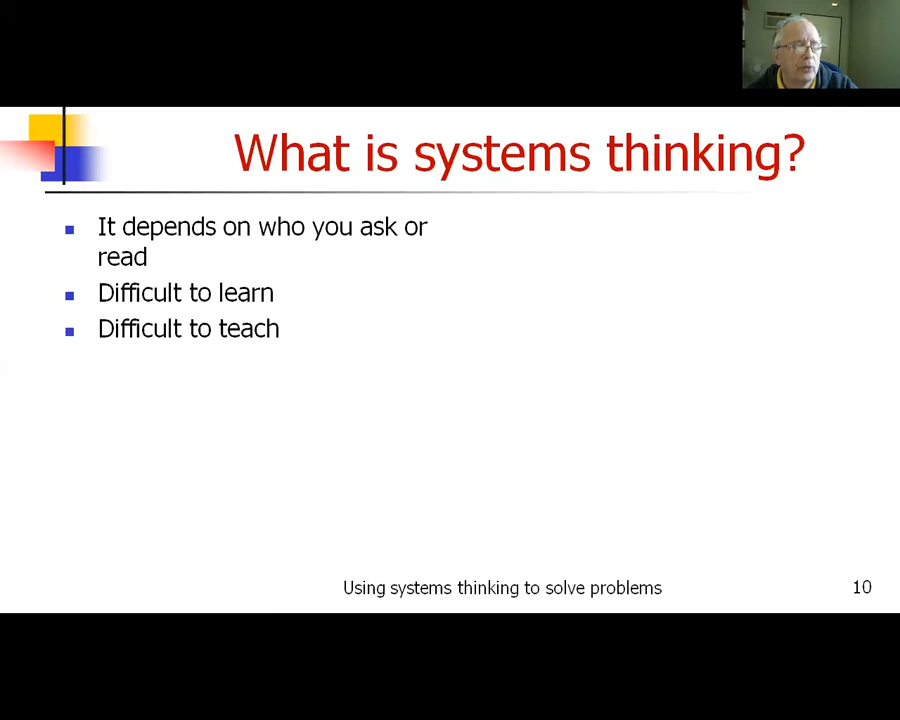 What is systems thinking?
It depends on who you ask or
read
Difficult to learn
Difficult to teach
Using systems thinking to solve problems
10